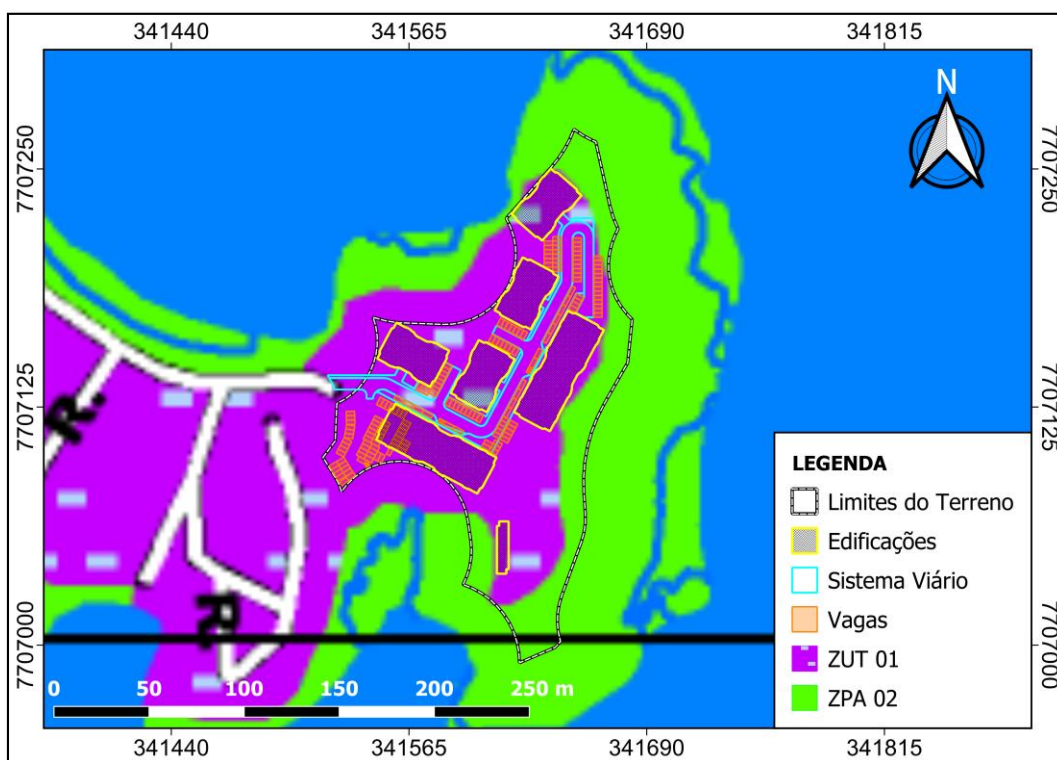 341440 341565 341690 341815
N
7707250 7707250
7707125 7707125
R.
R.
7707000 7707000
LEGENDA
Limites do Terreno
Edificações
Sistema Viário
Vagas
ZUT 01
ZPA 02
0 50 100 150 200 250 m
341440 341565 341690 341815